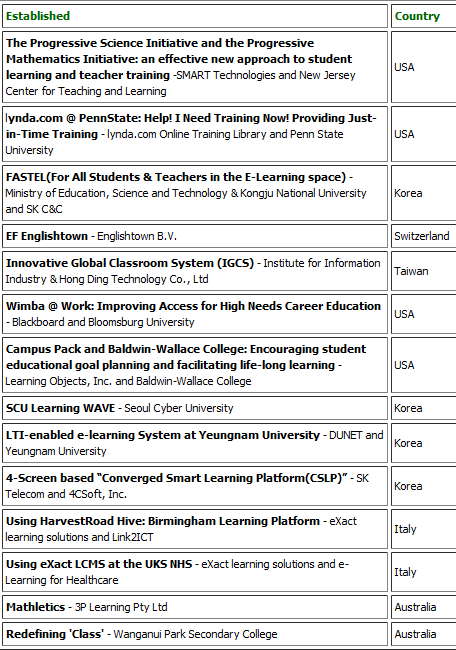 Established Country
The Progressive Science Initiative and the Progressive
Mathematics Initiative: an effective new approach to student
learning and teacher training -SMART Technologies and New Jersey
Center for Teaching and Learning
USA
lynda.com @ PennState: Help! I Need Training Now! Providing Just-
in-Time Training - lynda.com Online Training Library and Penn State
University
USA
FASTEL(For All Students & Teachers in the E-Learning space) -
Ministry of Education, Science and Technology & Kongju National University
and SK C&C
Korea
EF Englishtown - Englishtown B.V. Switzerland
Innovative Global Classroom System (IGCS) - Institute for Information
Industry & Hong Ding Technology Co., Ltd
Taiwan
Wimba @ Work: Improving Access for High Needs Career Education
- Blackboard and Bloomsburg University
USA
Campus Pack and Baldwin-Wallace College: Encouraging student
educational goal planning and facilitating life-long learning -
Learning Objects, Inc. and Baldwin-Wallace College
USA
SCU Learning WAVE - Seoul Cyber University Korea
LTI-enabled e-learning System at Yeungnam University - DUNET and
Yeungnam University
Korea
4-Screen based “Converged Smart Learning Platform(CSLP)” - SK
Telecom and 4CSoft, Inc.
Korea
Using HarvestRoad Hive: Birmingham Learning Platform - eXact
learning solutions and Link2ICT
Italy
Using eXact LCMS at the UKS NHS - eXact learning solutions and e-
Learning for Healthcare
Italy
Mathletics - 3P Learning Pty Ltd Australia
Redefining 'Class' - Wanganui Park Secondary College Australia